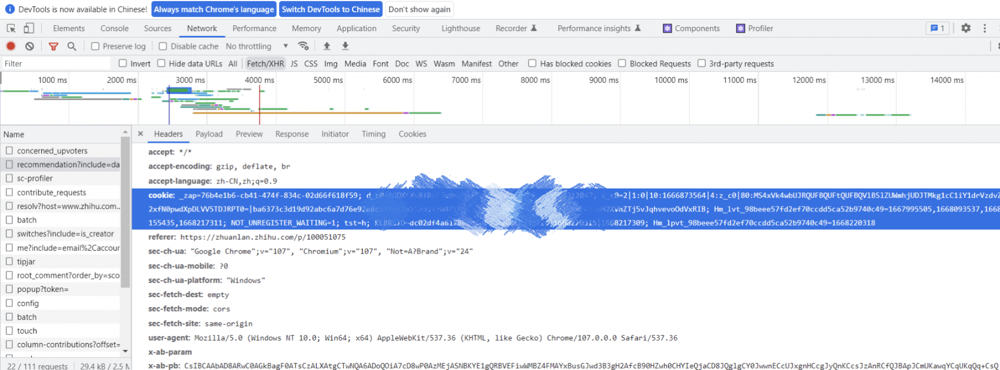 DevTools is now available in Chinese! Always match Chrome's language Switch DevTools to Chinese Don't show again
Elements Console Sources Network Performance Memory Application Security Lighthouse Recorder Performance insights Components Profiler 1
Preserve log Disable cache No throttling
Filter Invert Hide data URLs All Fetch/XHR JS CSS Img Media Font Doc WS Wasm Manifest Other Has blocked cookies Blocked Requests 3rd-party requests
1000 ms 2000 ms 3000 ms 4000 ms 5000 ms 6000 ms 7000 ms 8000 ms 9000 ms 10000 ms 11000 ms 12000 ms 13000 ms 14000 ms
Name
concerned_upvoters
recommendation?include=da
sc-profiler
contribute_requests
resolv?host=www.zhihu.com..
batch
switches?include=is_creator
me?include=email%2Caccour
tipjar
root_comment?order_by=sco
popup?token=
config
batch
touch
column-contributions?offset=
22 / 111 requests 29.4 kB / 2.5 M
Headers Payload Preview Response Initiator Timing Cookies
accept: */*
accept-encoding: gzip, deflate, br
accept-language: zh-CN,zh;q=0.9
cookie: _zap=76b4e1b6-cb41-474f-834c-02d66f618f59; z_c0=2|1:0|10:1666873564|4:z_c0|80:MS4xVk4wbUJRQUFBQUFtQUFBQVlBSlZUWmhjUDJTMkg1cC1iY1drVzdvZ
2xfN0pwdXpDLVV5TDJRPT0=|ba6373c3d19d92abc6a7d76e92 Hm_lvt_98beee57fd2ef70ccdd5ca52b9740c49=1667995505,1668093537,1668
155435,1668217311; NOT_UNREGISTER_WAITING=1; tst=h; 1668217309; Hm_lpvt_98beee57fd2ef70ccdd5ca52b9740c49=1668220318
referer: https://zhuanlan.zhihu.com/p/100051075
sec-ch-ua: "Google Chrome";v="107", "Chromium";v="107", "Not=A?Brand";v="24"
sec-ch-ua-mobile: ?0
sec-ch-ua-platform: "Windows"
sec-fetch-dest: empty
sec-fetch-mode: cors
sec-fetch-site: same-origin
user-agent: Mozilla/5.0 (Windows NT 10.0; Win64; x64) AppleWebKit/537.36 (KHTML, like Gecko) Chrome/107.0.0.0 Safari/537.36
x-ab-param
x-ab-pb: CsIBCAAbAD8ARwC0AGkBagF0ATsCzALXAtgCTwNQA6ADoQOiA7cD8wP0AzMEjASNBKYE1gQRBVEFiwWMBZ4FMAYxBusGJwd3B3gH2AfcB90HZwh0CHYIeQjaCD8JQglgCY0JwwnECcUJxgnHCcgJyQnKCcsJzAnRCfQJBApJCmUKawqYCqUKqQq+CsQ